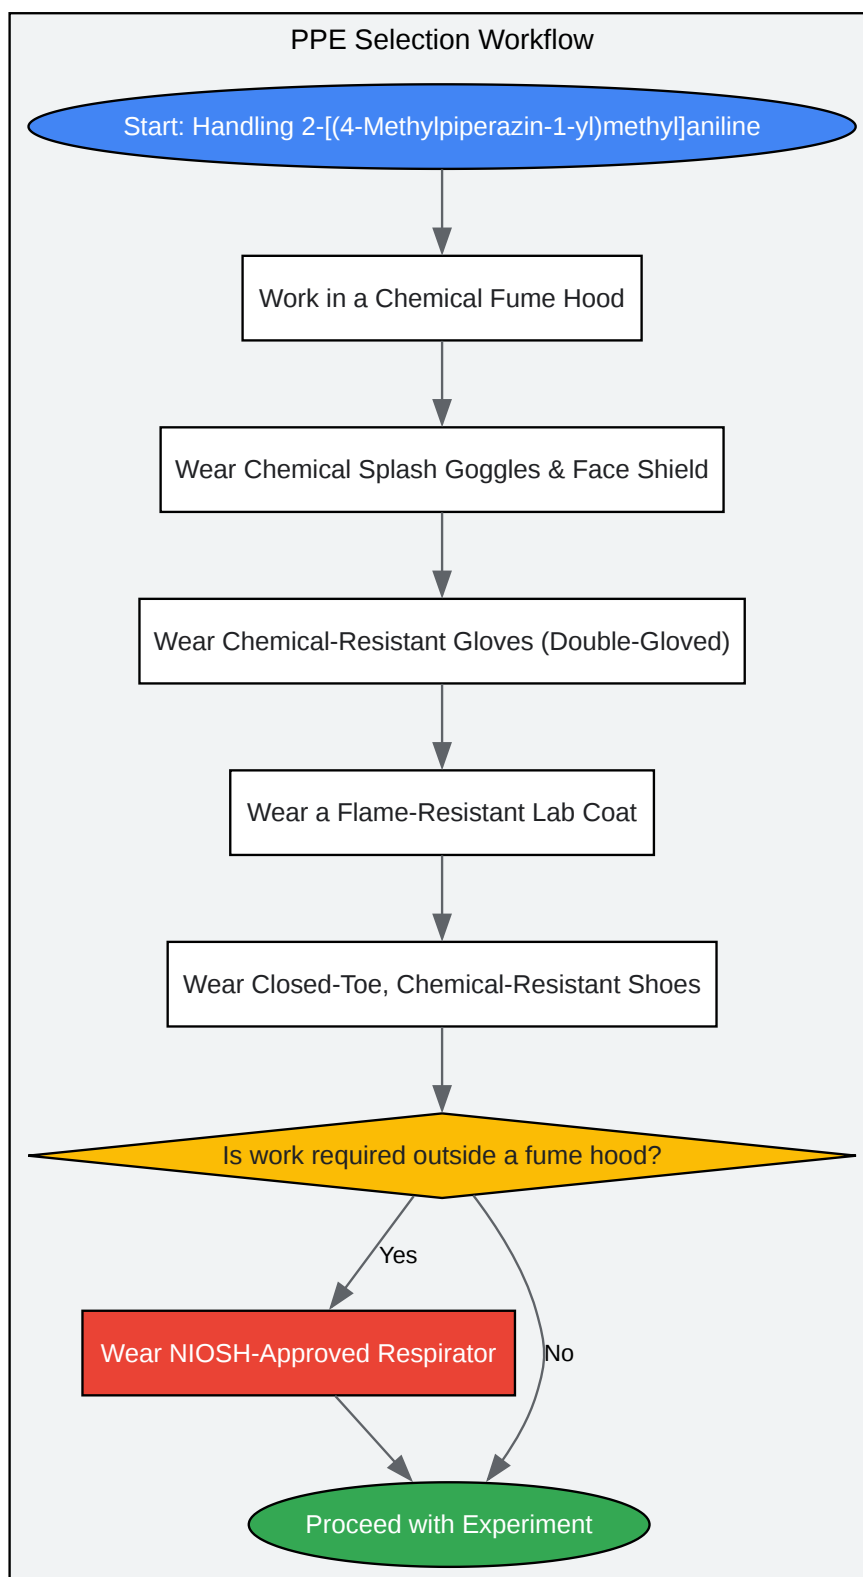 PPE Selection Workflow
Start: Handling 2-[(4-Methylpiperazin-1-yl)methyl]aniline
Work in a Chemical Fume Hood
Wear Chemical Splash Goggles & Face Shield
Wear Chemical-Resistant Gloves (Double-Gloved)
Wear a Flame-Resistant Lab Coat
Wear Closed-Toe, Chemical-Resistant Shoes
Is work required outside a fume hood?
Yes
Wear NIOSH-Approved Respirator
No
Proceed with Experiment